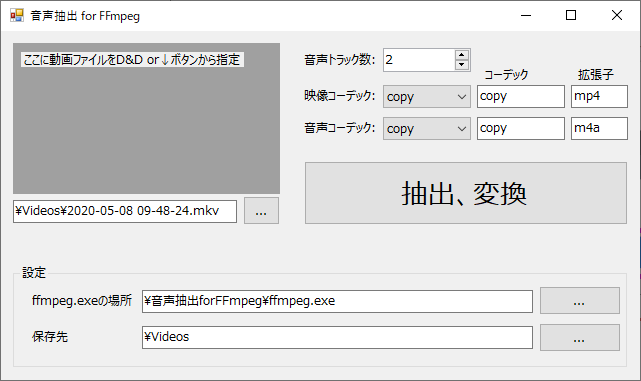 音声抽出 for FFmpeg
ここに動画ファイルをD&D or↓ボタンから指定
¥Videos¥2020-05-08 09-48-24.mkv
...
音声トラック数: 2
コーデック 拡張子
映像コーデック: copy copy mp4
音声コーデック: copy copy m4a
抽出、変換
設定
ffmpeg.exeの場所 ¥音声抽出forFFmpeg¥ffmpeg.exe ...
保存先 ¥Videos ...